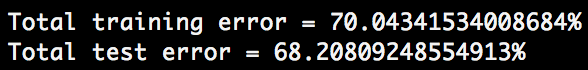 Total training error = 70.04341534008684%
Total test error = 68.20809248554913%